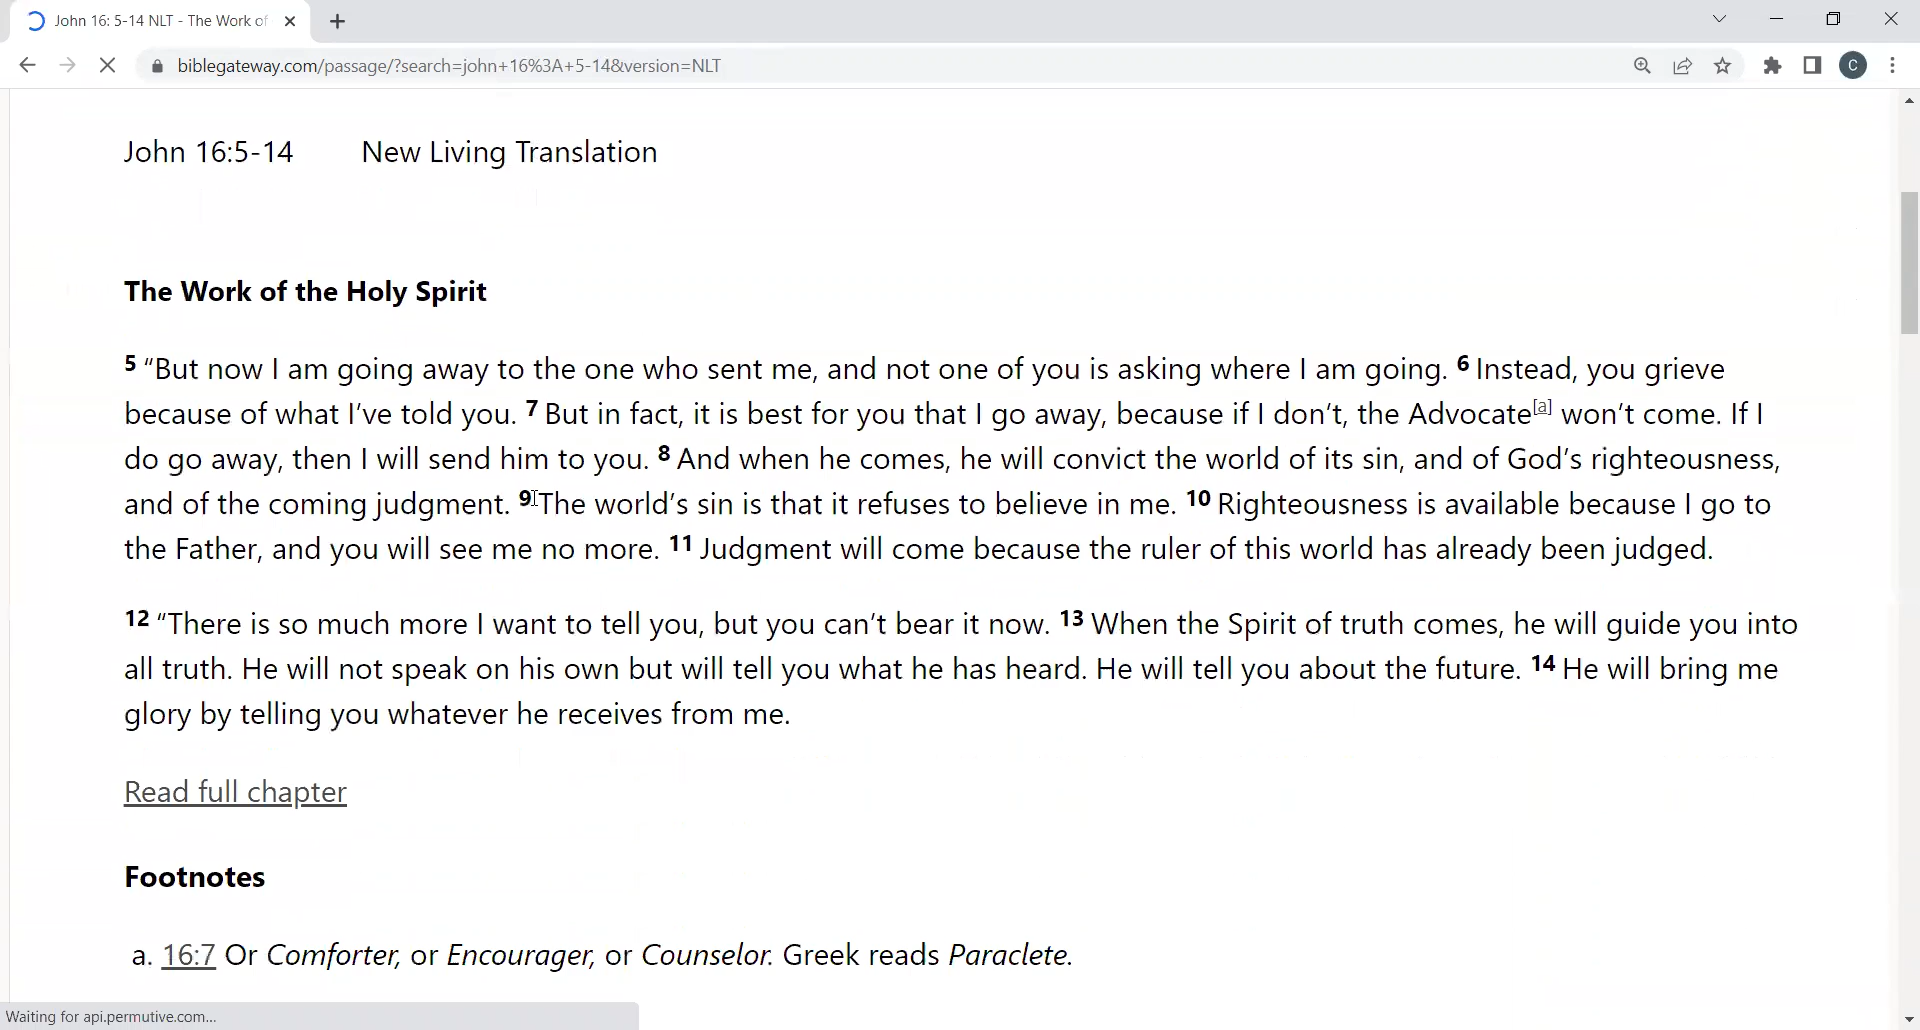 John 16: 5-14 NLT - The Work of
biblegateway.com/passage/?search=john+16%3A+5-14&version=NLT
C
John 16:5-14 New Living Translation
The Work of the Holy Spirit
5 “But now I am going away to the one who sent me, and not one of you is asking where I am going. 6 Instead, you grieve
because of what I’ve told you. 7 But in fact, it is best for you that I go away, because if I don’t, the Advocate[a] won’t come. If I
do go away, then I will send him to you. 8 And when he comes, he will convict the world of its sin, and of God’s righteousness,
and of the coming judgment. 9 The world’s sin is that it refuses to believe in me. 10 Righteousness is available because I go to
the Father, and you will see me no more. 11 Judgment will come because the ruler of this world has already been judged.
12 “There is so much more I want to tell you, but you can’t bear it now. 13 When the Spirit of truth comes, he will guide you into
all truth. He will not speak on his own but will tell you what he has heard. He will tell you about the future. 14 He will bring me
glory by telling you whatever he receives from me.
Read full chapter
Footnotes
a. 16:7 Or Comforter, or Encourager, or Counselor. Greek reads Paraclete.
Waiting for api.permutive.com...